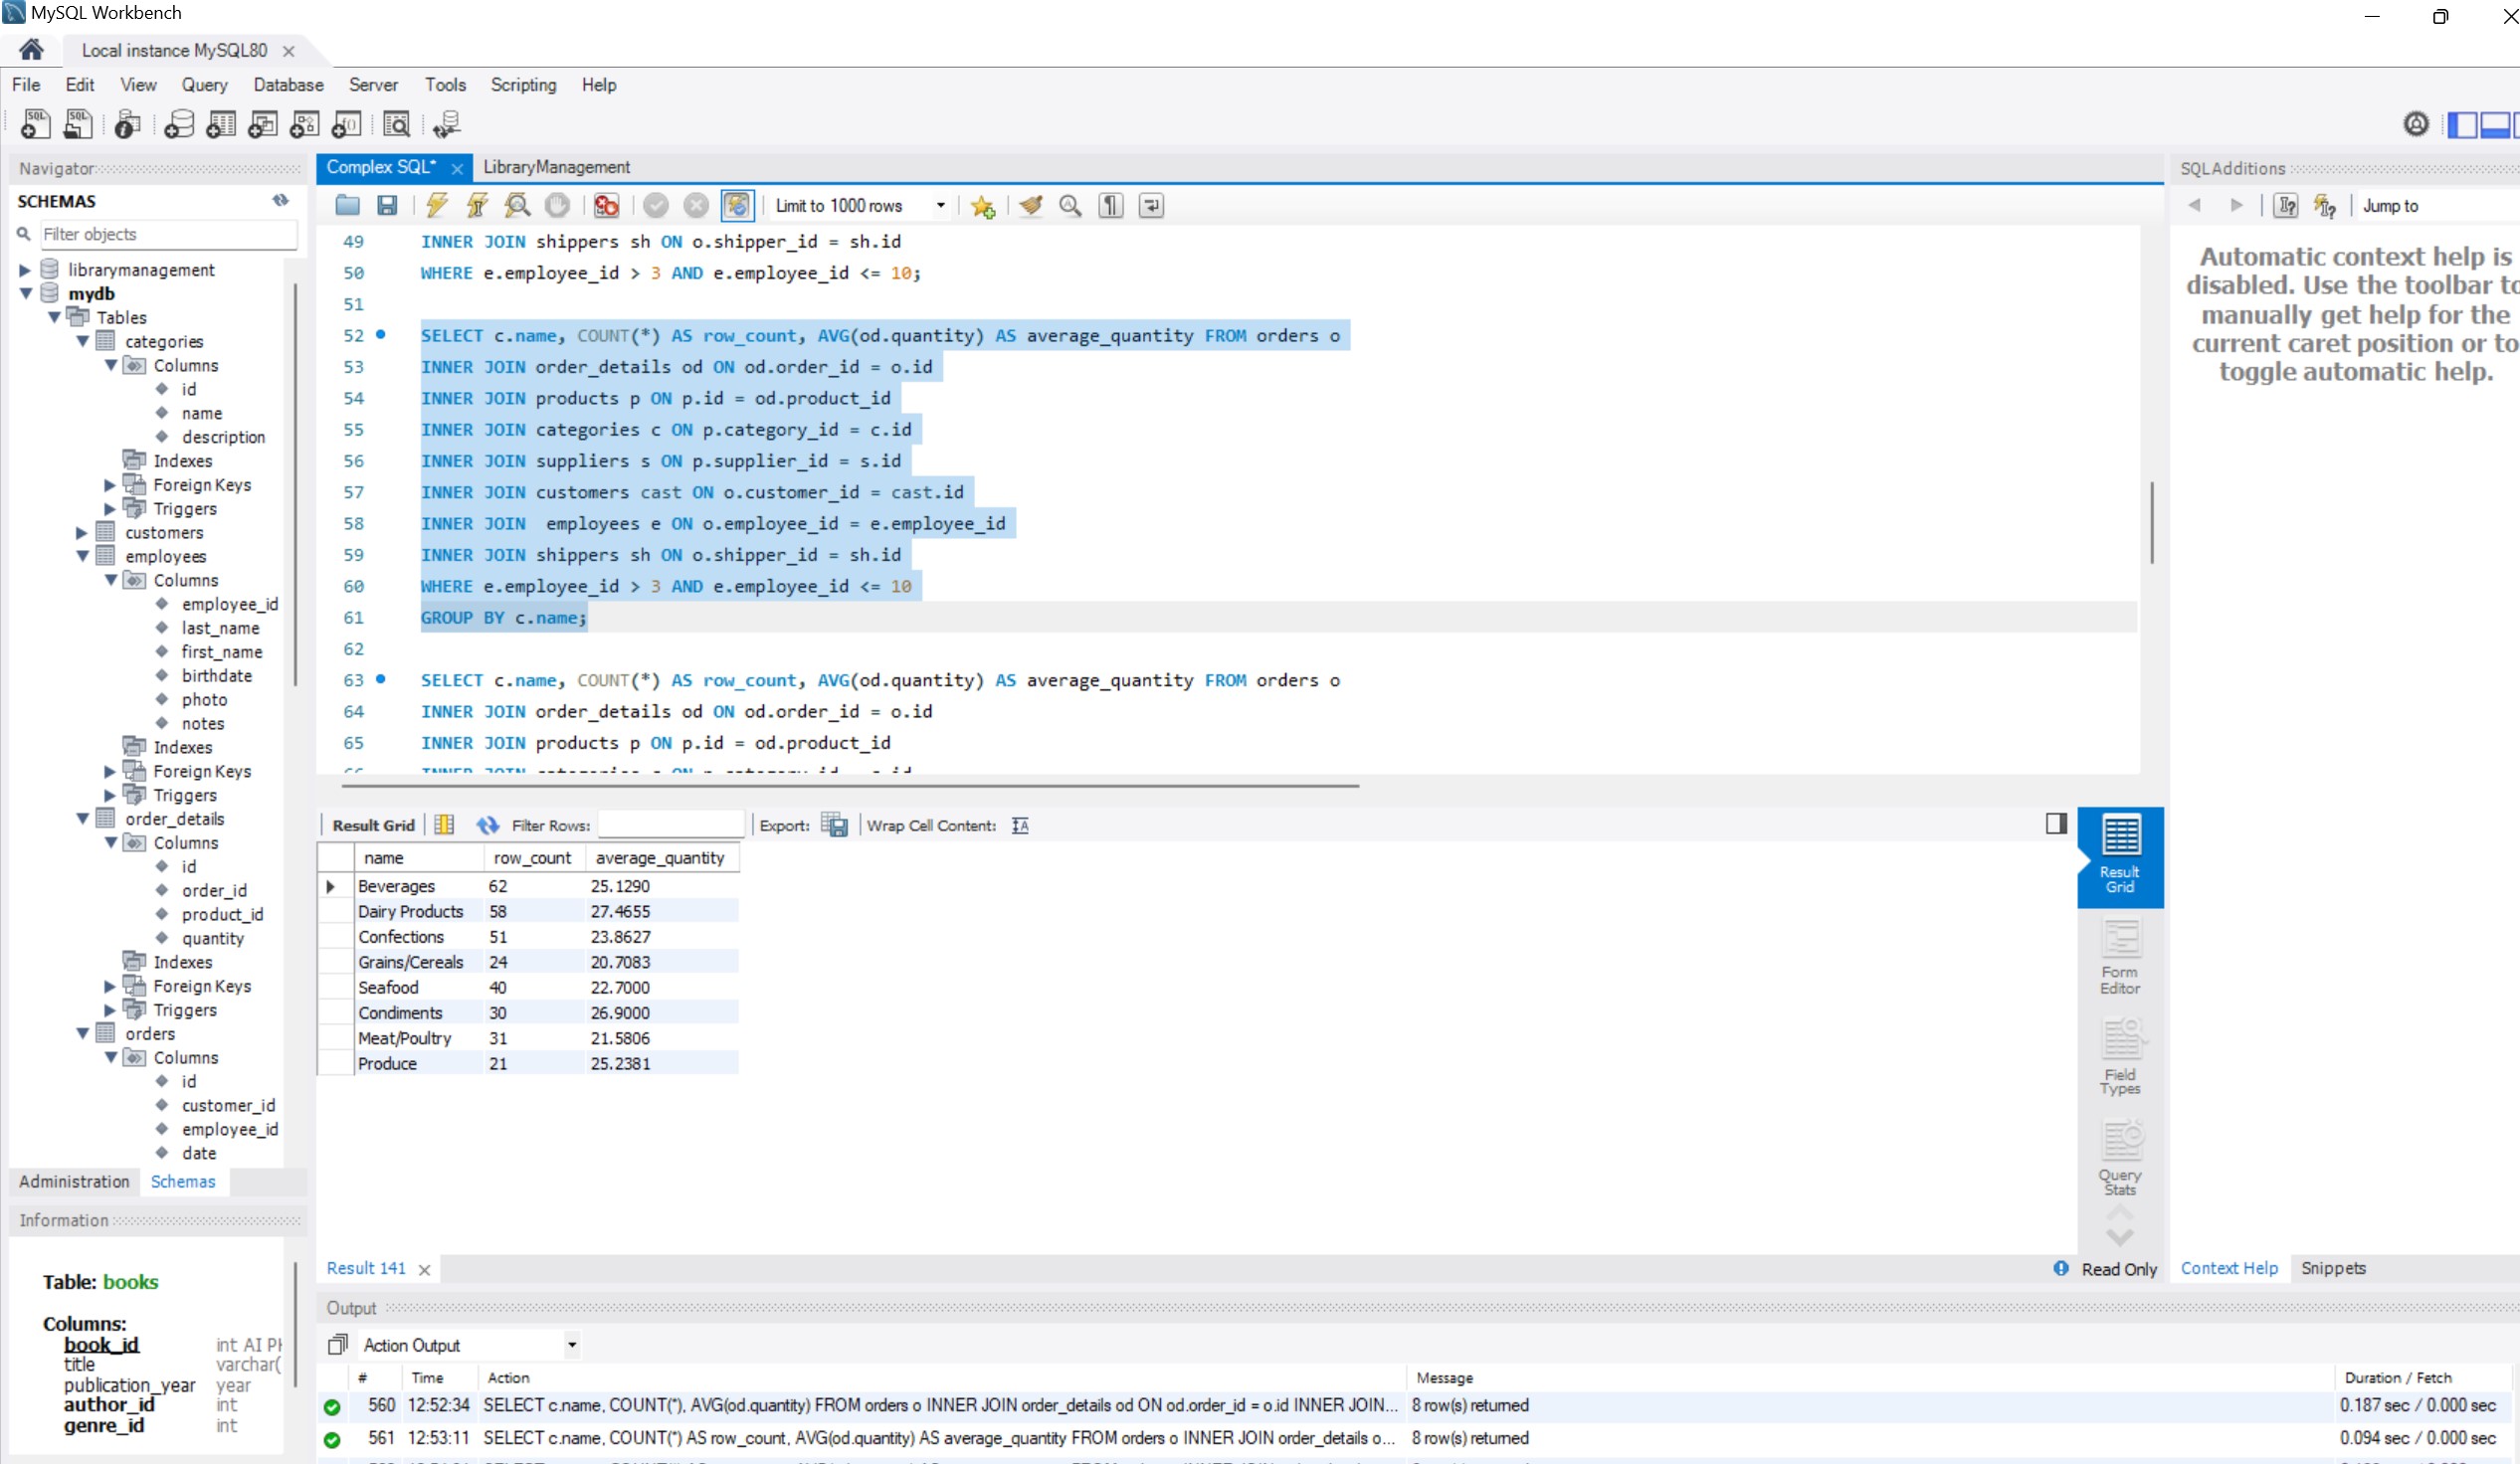 MySQL Workbench
Local instance MySQL80
File Edit View Query Database Server Tools Scripting Help
Navigator
SCHEMAS
Filter objects
librarymanagement
mydb
Tables
categories
Columns
id
name
description
Indexes
Foreign Keys
Triggers
customers
employees
Columns
employee_id
last_name
first_name
birthdate
photo
notes
Indexes
Foreign Keys
Triggers
order_details
Columns
id
order_id
product_id
quantity
Indexes
Foreign Keys
Triggers
orders
Columns
id
customer_id
employee_id
date
Administration Schemas
Information
Table: books
Columns:
book_id int AI
title varchar(
publication_year year
author_id int
genre_id int
Complex SQL* LibraryManagement
Limit to 1000 rows
49 INNER JOIN shippers sh ON o.shipper_id = sh.id
50 WHERE e.employee_id > 3 AND e.employee_id <= 10;
51
52 SELECT c.name, COUNT(*) AS row_count, AVG(od.quantity) AS average_quantity FROM orders o
53 INNER JOIN order_details od ON od.order_id = o.id
54 INNER JOIN products p ON p.id = od.product_id
55 INNER JOIN categories c ON p.category_id = c.id
56 INNER JOIN suppliers s ON p.supplier_id = s.id
57 INNER JOIN customers cast ON o.customer_id = cast.id
58 INNER JOIN  employees e ON o.employee_id = e.employee_id
59 INNER JOIN shippers sh ON o.shipper_id = sh.id
60 WHERE e.employee_id > 3 AND e.employee_id <= 10
61 GROUP BY c.name;
62
63 SELECT c.name, COUNT(*) AS row_count, AVG(od.quantity) AS average_quantity FROM orders o
64 INNER JOIN order_details od ON od.order_id = o.id
65 INNER JOIN products p ON p.id = od.product_id
Result Grid Filter Rows: Export: Wrap Cell Content:
name row_count average_quantity
Beverages 62 25.1290
Dairy Products 58 27.4655
Confections 51 23.8627
Grains/Cereals 24 20.7083
Seafood 40 22.7000
Condiments 30 26.9000
Meat/Poultry 31 21.5806
Produce 21 25.2381
Result
Grid
Form
Editor
Field
Types
Query
Stats
Result 141
Read Only
SQLAdditions
Jump to
Automatic context help is
disabled. Use the toolbar to
manually get help for the
current caret position or to
toggle automatic help.
Context Help Snippets
Output
Action Output
# Time Action Message Duration / Fetch
560 12:52:34 SELECT c.name, COUNT(*), AVG(od.quantity) FROM orders o INNER JOIN order_details od ON od.order_id = o.id INNER JOIN... 8 row(s) returned 0.187 sec / 0.000 sec
561 12:53:11 SELECT c.name, COUNT(*) AS row_count, AVG(od.quantity) AS average_quantity FROM orders o INNER JOIN order_details o... 8 row(s) returned 0.094 sec / 0.000 sec